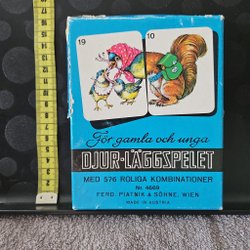 19 10
För gamla och unga
DJUR-LÄGGSPELET
MED 576 ROLIGA KOMBINATIONER
Nr. 4669
FERD. PIATNIK & SÖHNE, WIEN
MADE IN AUSTRIA